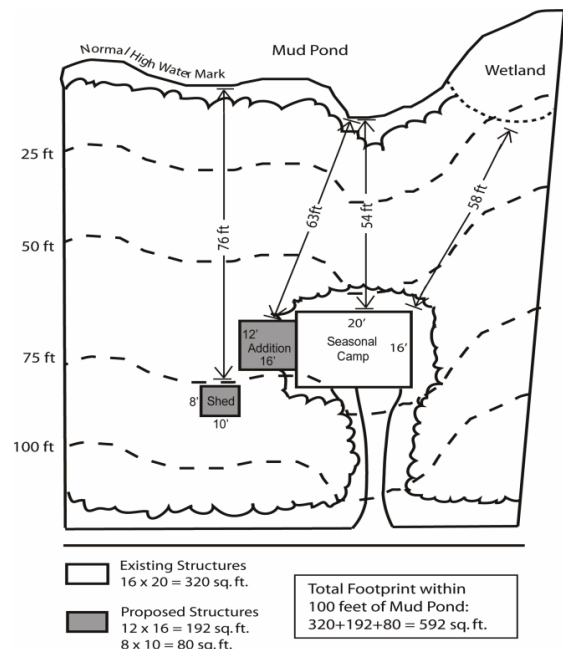 Mud Pond
Normal High Water Mark
Wetland
25 ft
50 ft
75 ft
100 ft
76 ft
63ft
54 ft
58 ft
12'
Addition
16'
20'
Seasonal
Camp
16'
8'
Shed
10'
Existing Structures
16 x 20 = 320 sq. ft.
Proposed Structures
12 x 16 = 192 sq. ft.
8 x 10 = 80 sq. ft.
Total Footprint within
100 feet of Mud Pond:
320+192+80 = 592 sq. ft.